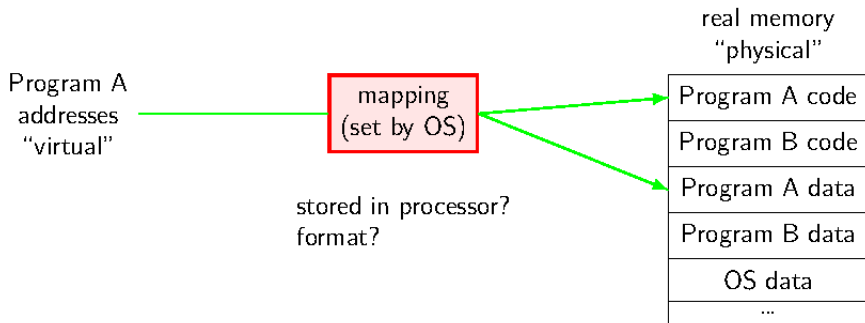 real memory
“physical”
Program A
addresses
“virtual”
mapping
(set by OS)
stored in processor?
format?
Program A code
Program B code
Program A data
Program B data
OS data
...